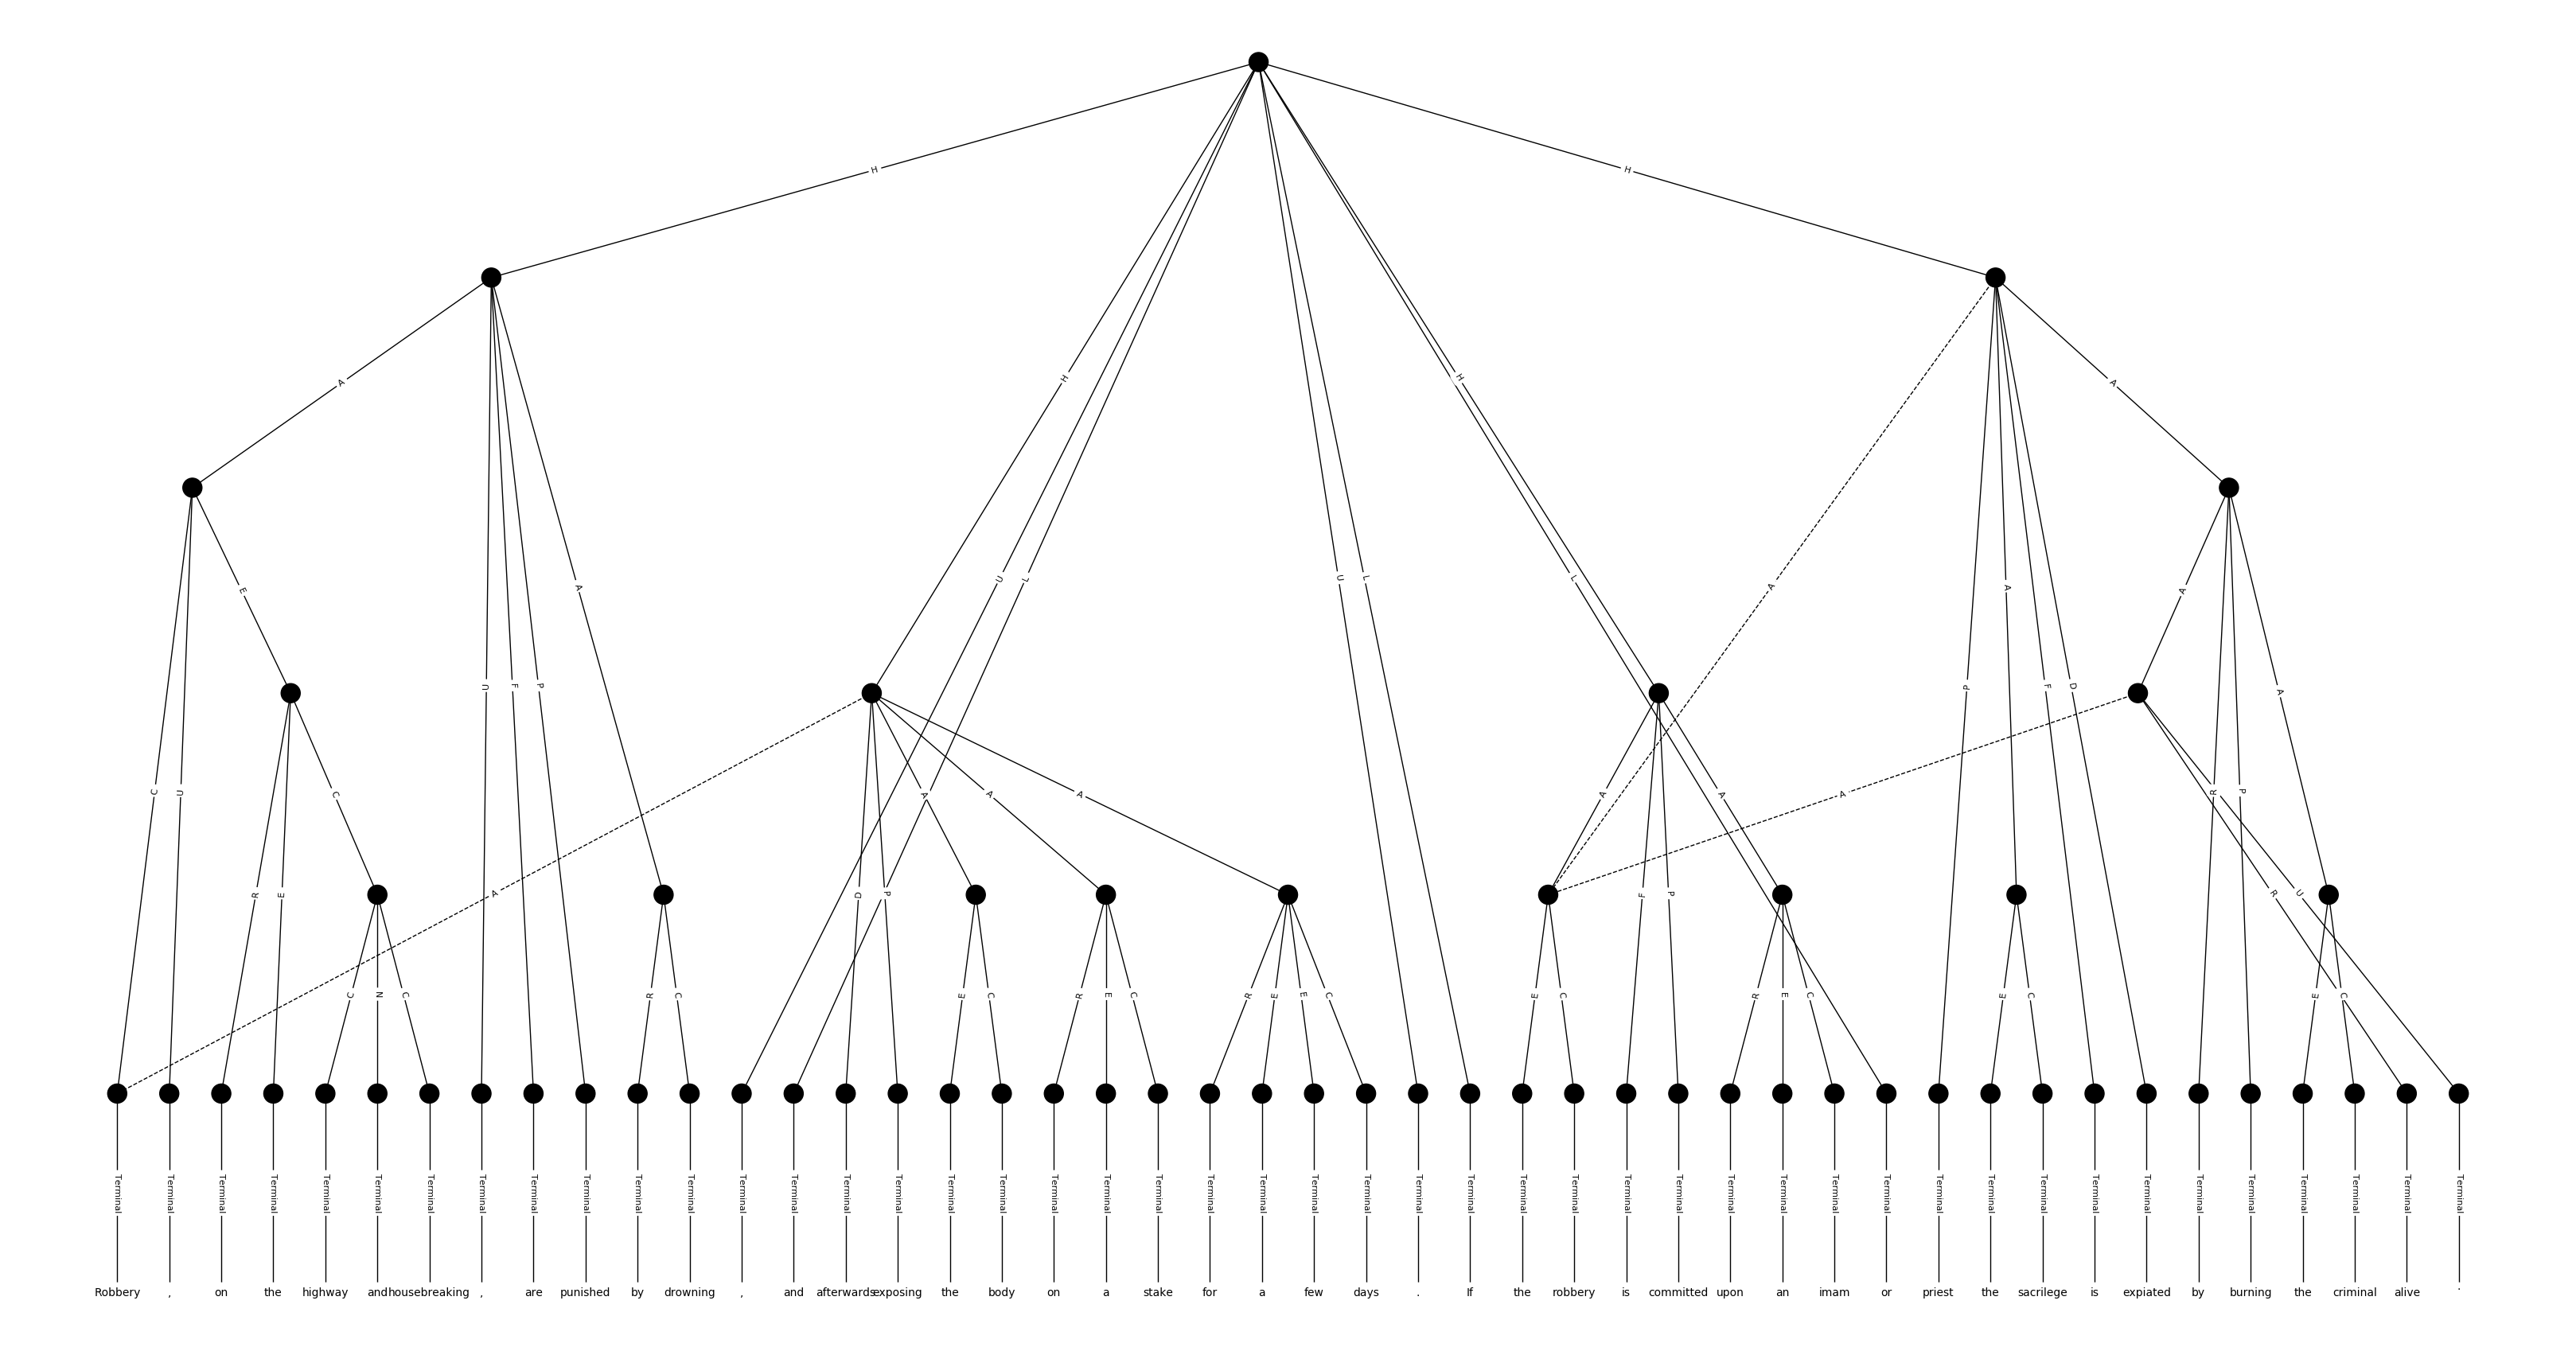 H H
A H H A
E A U L U L L A A A
U F P P F D A
C U C A A A A A A R P
R E A D P F P R U
C N C R C E C R E C R E E C E C R E C E C E C
Terminal Terminal Terminal Terminal Terminal Terminal Terminal Terminal Terminal Terminal Terminal Terminal Terminal Terminal Terminal Terminal Terminal Terminal Terminal Terminal Terminal Terminal Terminal Terminal Terminal Terminal Terminal Terminal Terminal Terminal Terminal Terminal Terminal Terminal Terminal Terminal Terminal Terminal Terminal Terminal Terminal Terminal Terminal Terminal Terminal Terminal
Robbery , on the highway and housebreaking , are punished by drowning , and afterwards exposing the body on a stake for a few days . If the robbery is committed upon an imam or priest the sacrilege is expiated by burning the criminal alive .